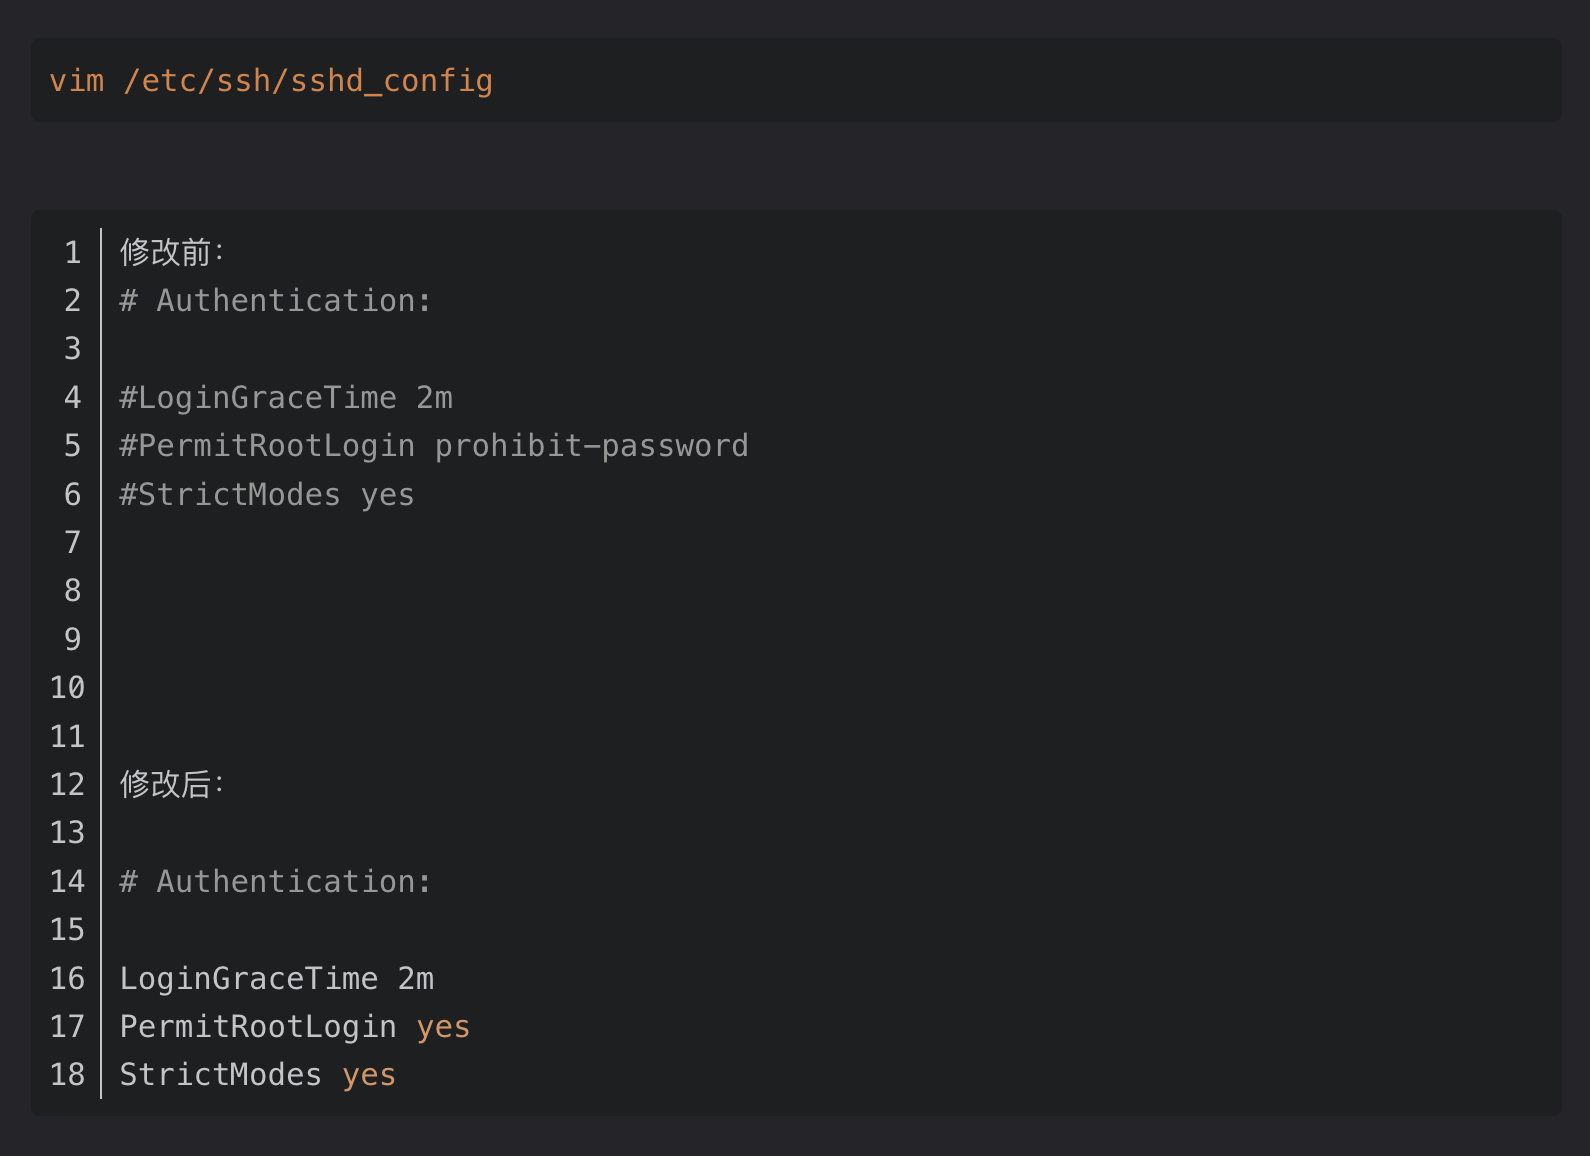 vim /etc/ssh/sshd_config
1 修改前：
2 # Authentication:
3
4 #LoginGraceTime 2m
5 #PermitRootLogin prohibit-password
6 #StrictModes yes
7
8
9
10
11
12 修改后：
13
14 # Authentication:
15
16 LoginGraceTime 2m
17 PermitRootLogin yes
18 StrictModes yes